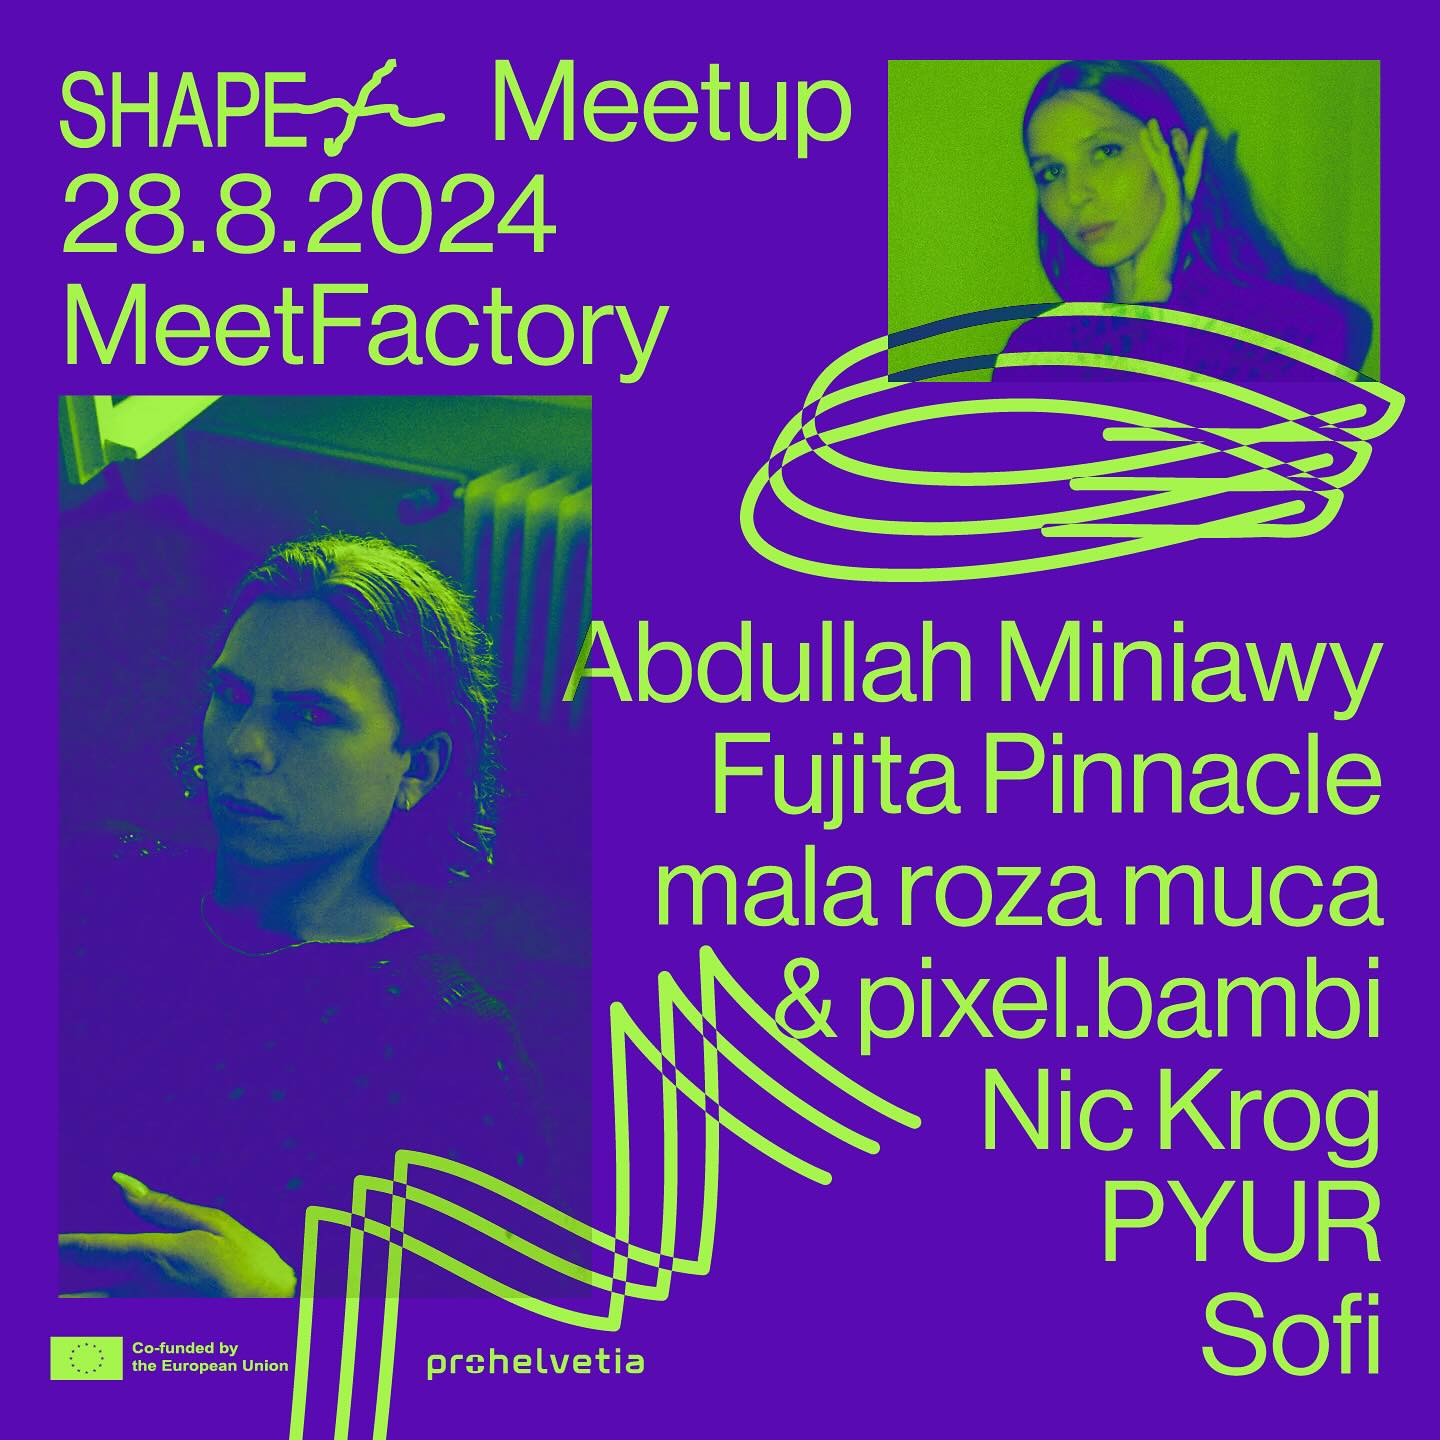 SHAPE Meetup
28.8.2024
MeetFactory
Abdullah Miniawy
Fujita Pinnacle
mala roza muca
& pixel.bambi
Nic Krog
PYUR
Sofi
Co-funded by
the European Union
prohelvetia